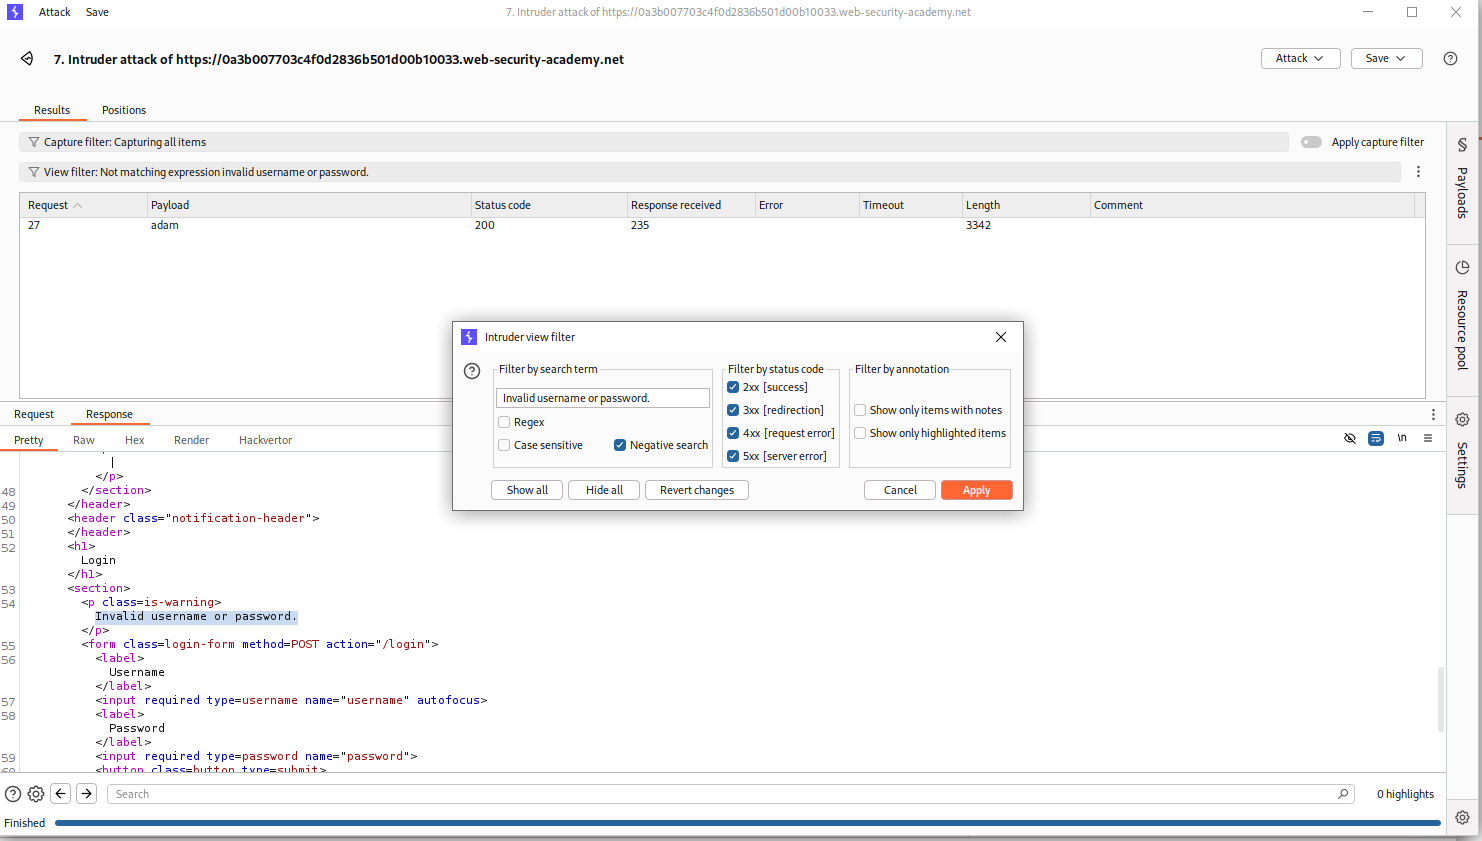 Attack Save 7. Intruder attack of https://0a3b007703c4f0d2836b501d00b10033.web-security-academy.net
7. Intruder attack of https://0a3b007703c4f0d2836b501d00b10033.web-security-academy.net Attack Save
Results Positions
Capture filter: Capturing all items Apply capture filter
View filter: Not matching expression invalid username or password.
Request Payload Status code Response received Error Timeout Length Comment
27 adam 200 235 3342
Payloads
Resource pool
Settings
Intruder view filter
Filter by search term
Invalid username or password.
Regex
Case sensitive Negative search
Filter by status code
2xx [success]
3xx [redirection]
4xx [request error]
5xx [server error]
Filter by annotation
Show only items with notes
Show only highlighted items
Show all Hide all Revert changes Cancel Apply
Request Response
Pretty Raw Hex Render Hackvertor \n
|
</p>
48 </section>
49 </header>
50 <header class="notification-header">
51 </header>
52 <h1>
Login
</h1>
53 <section>
54 <p class=is-warning>
Invalid username or password.
</p>
55 <form class=login-form method=POST action="/login">
56 <label>
Username
</label>
57 <input required type=username name="username" autofocus>
58 <label>
Password
</label>
59 <input required type=password name="password">
60 <button class=button type=submit>
Search 0 highlights
Finished